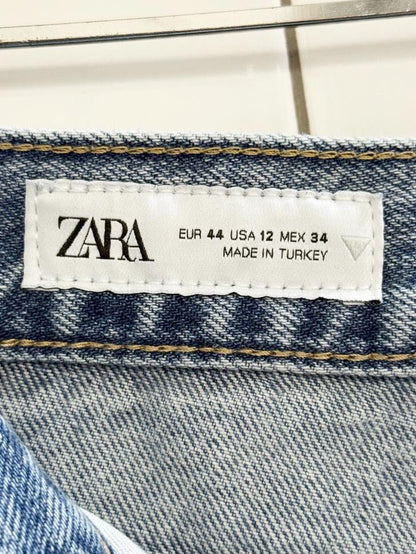 ZARA
EUR 44 USA 12 MEX 34
MADE IN TURKEY